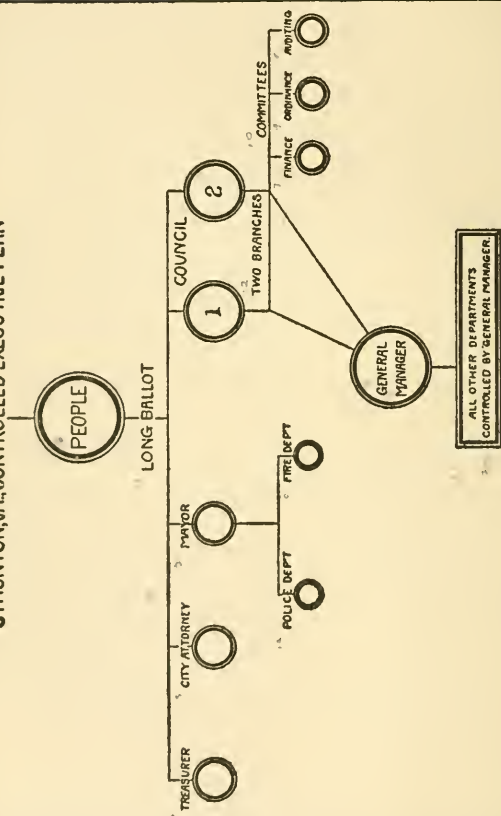 STAUNTON, VA., CONTROLLED EXECUTIVE PLAN
PEOPLE
LONG BALLOT
TREASURER
CITY ATTORNEY
MAYOR
COUNCIL
1
2
TWO BRANCHES
COMMITTEES
POLICE DEPT
FIRE DEPT
FINANCE
ORDINANCE
AUDITING
GENERAL
MANAGER
ALL OTHER DEPARTMENTS
CONTROLLED BY GENERAL MANAGER.